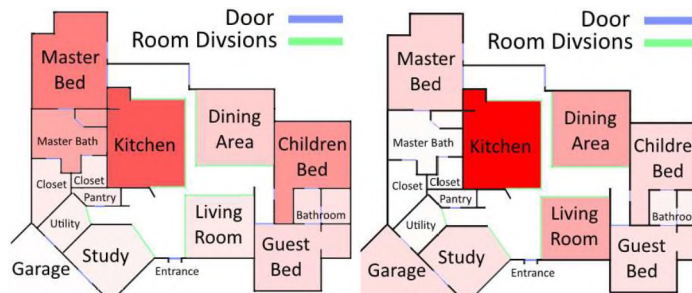 Door
Room Divsions
Master
Bed
Dining
Area
Kitchen
Master Bath
Children
Bed
Closet
Closet
Pantry
Bathroom
Utility
Living
Room
Study
Guest
Bed
Garage
Entrance
Door
Room Divsions
Master
Bed
Dining
Area
Kitchen
Master Bath
Childre
Bed
Closet
Closet
Pantry
Bathroo
Utility
Living
Room
Study
Guest
Bed
Garage
Entrance